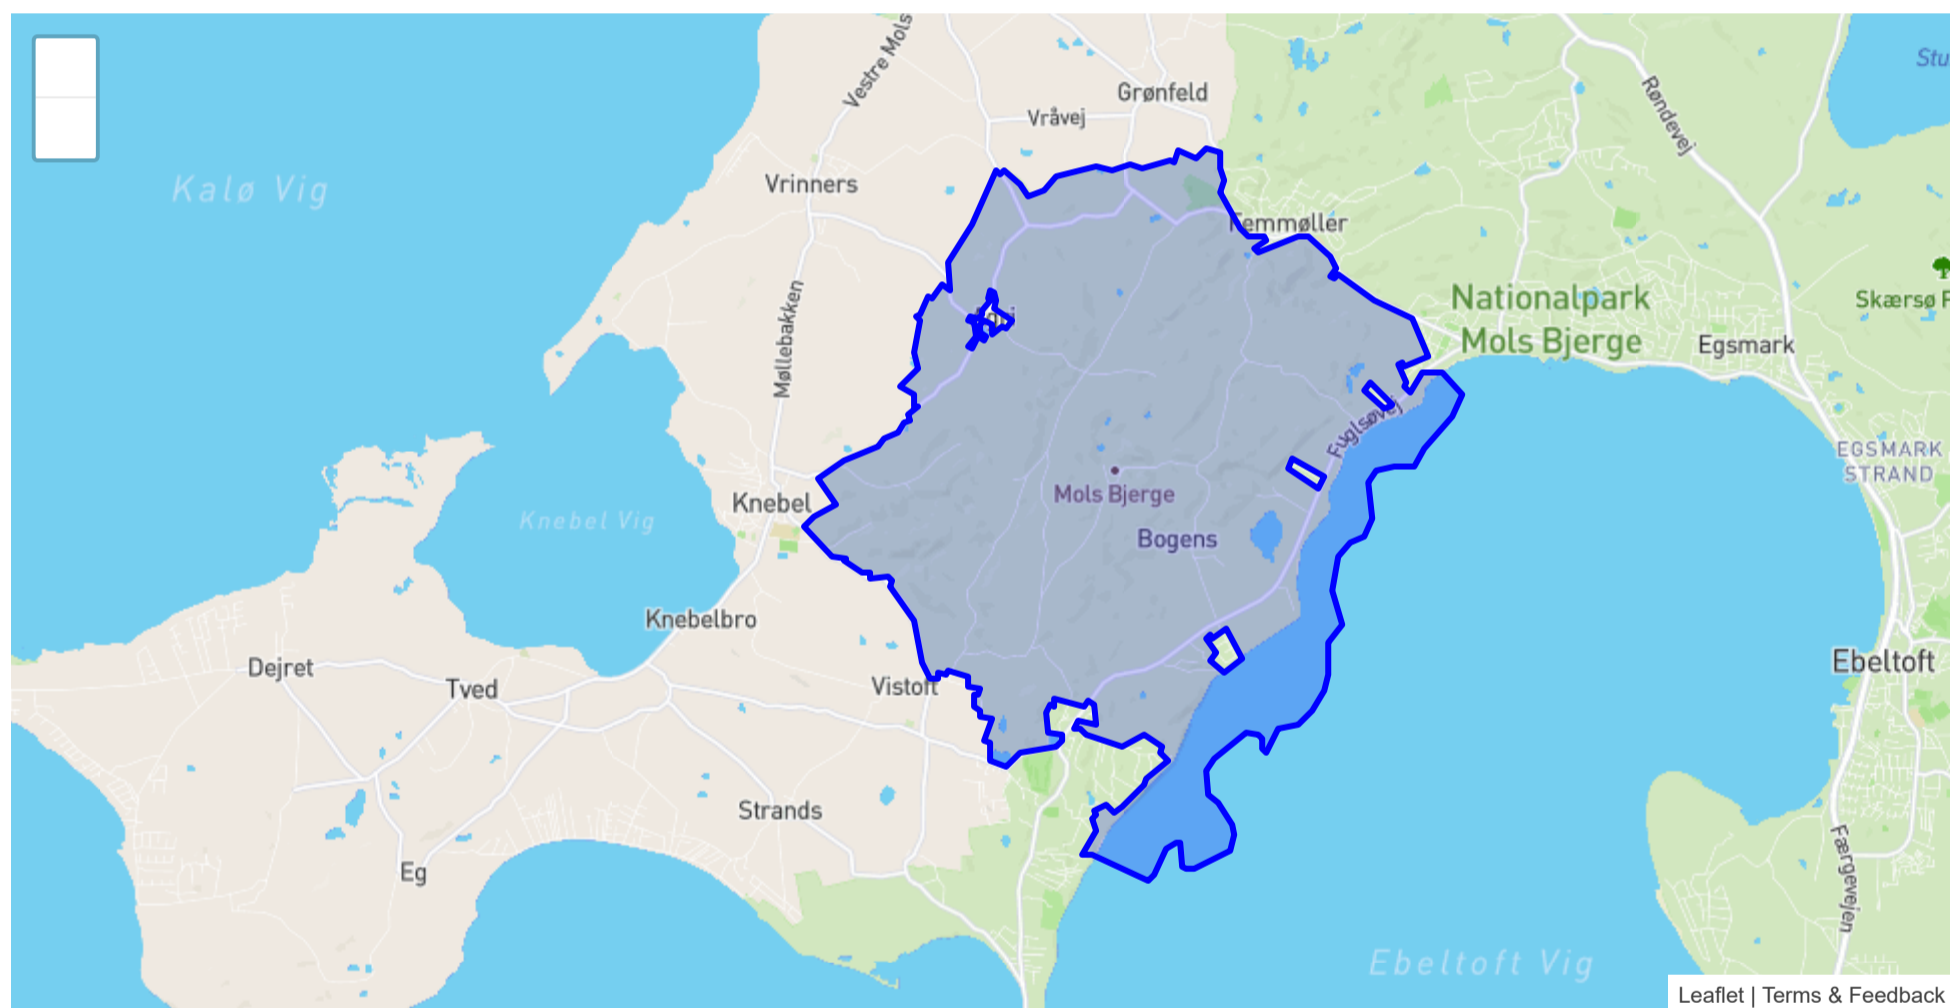 Vestre Mols
Stu
Grønfeld
Røndevej
Vråvej
Kalø Vig
Vrinners
Femmøller
Møllebakken
Nationalpark
Mols Bjerge
Skærsø F
Egsmark
Fuglsøvej
EGSMARK
STRAND
Mols Bjerge
Knebel
Knebel Vig
Bogens
Knebelbro
Dejret
Tved
Vistoft
Ebeltoft
Strands
Eg
Færgevejen
Ebeltoft Vig
Leaflet | Terms & Feedback